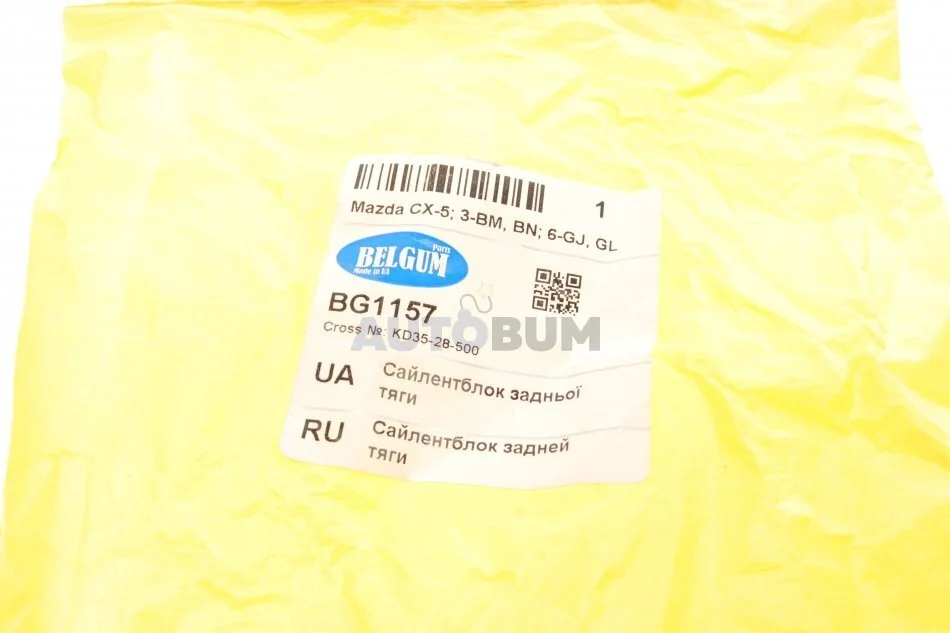 1
Mazda CX-5; 3-BM, BN; 6-GJ, GL
Parts
BELGUM
Made in UA
BG1157
Cross №: KD35-28-500
AUTOBUM
UA Сайлентблок задньої
тяги
RU Сайлентблок задней
тяги